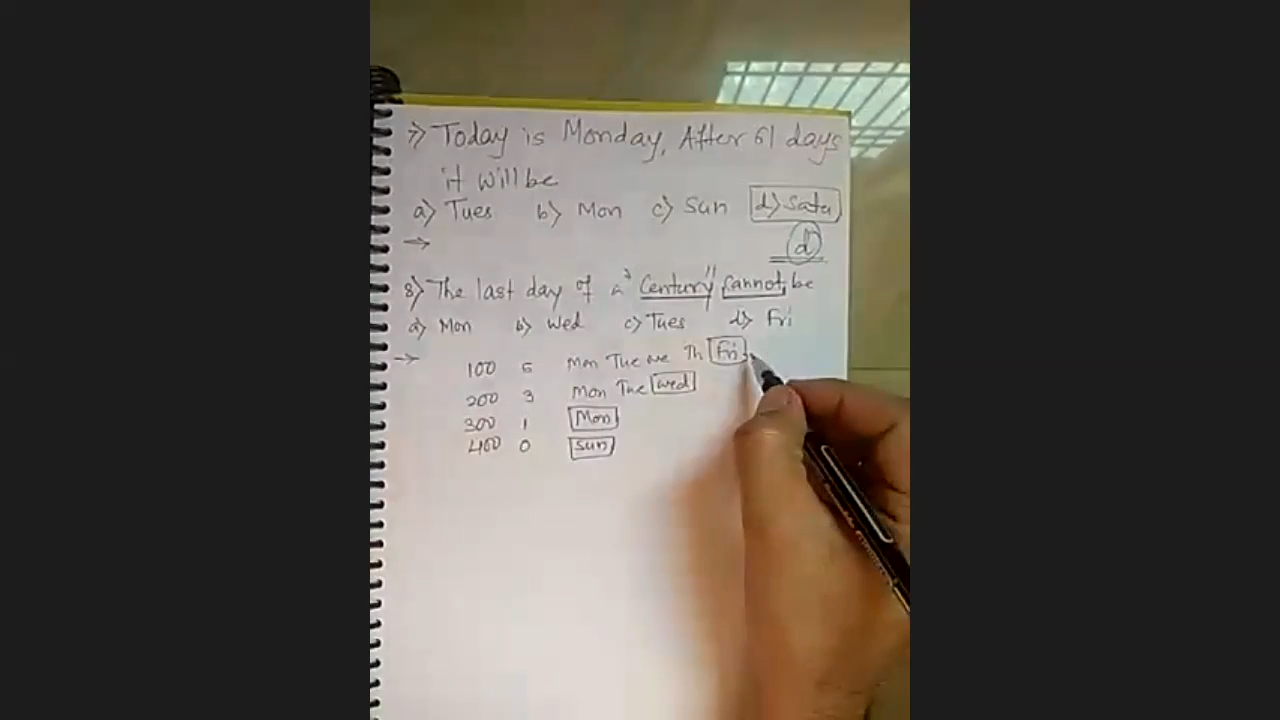 7) Today is Monday, After 61 days
it will be
a) Tues b) Mon c) Sun d) Satu
→ d
8) The last day of a "Century" cannot be
a) Mon b) Wed c) Tues d) Fri
→ 100 5 Mon Tue we Th Fri
200 3 Mon Tue wed
300 1 Mon
400 0 Sun